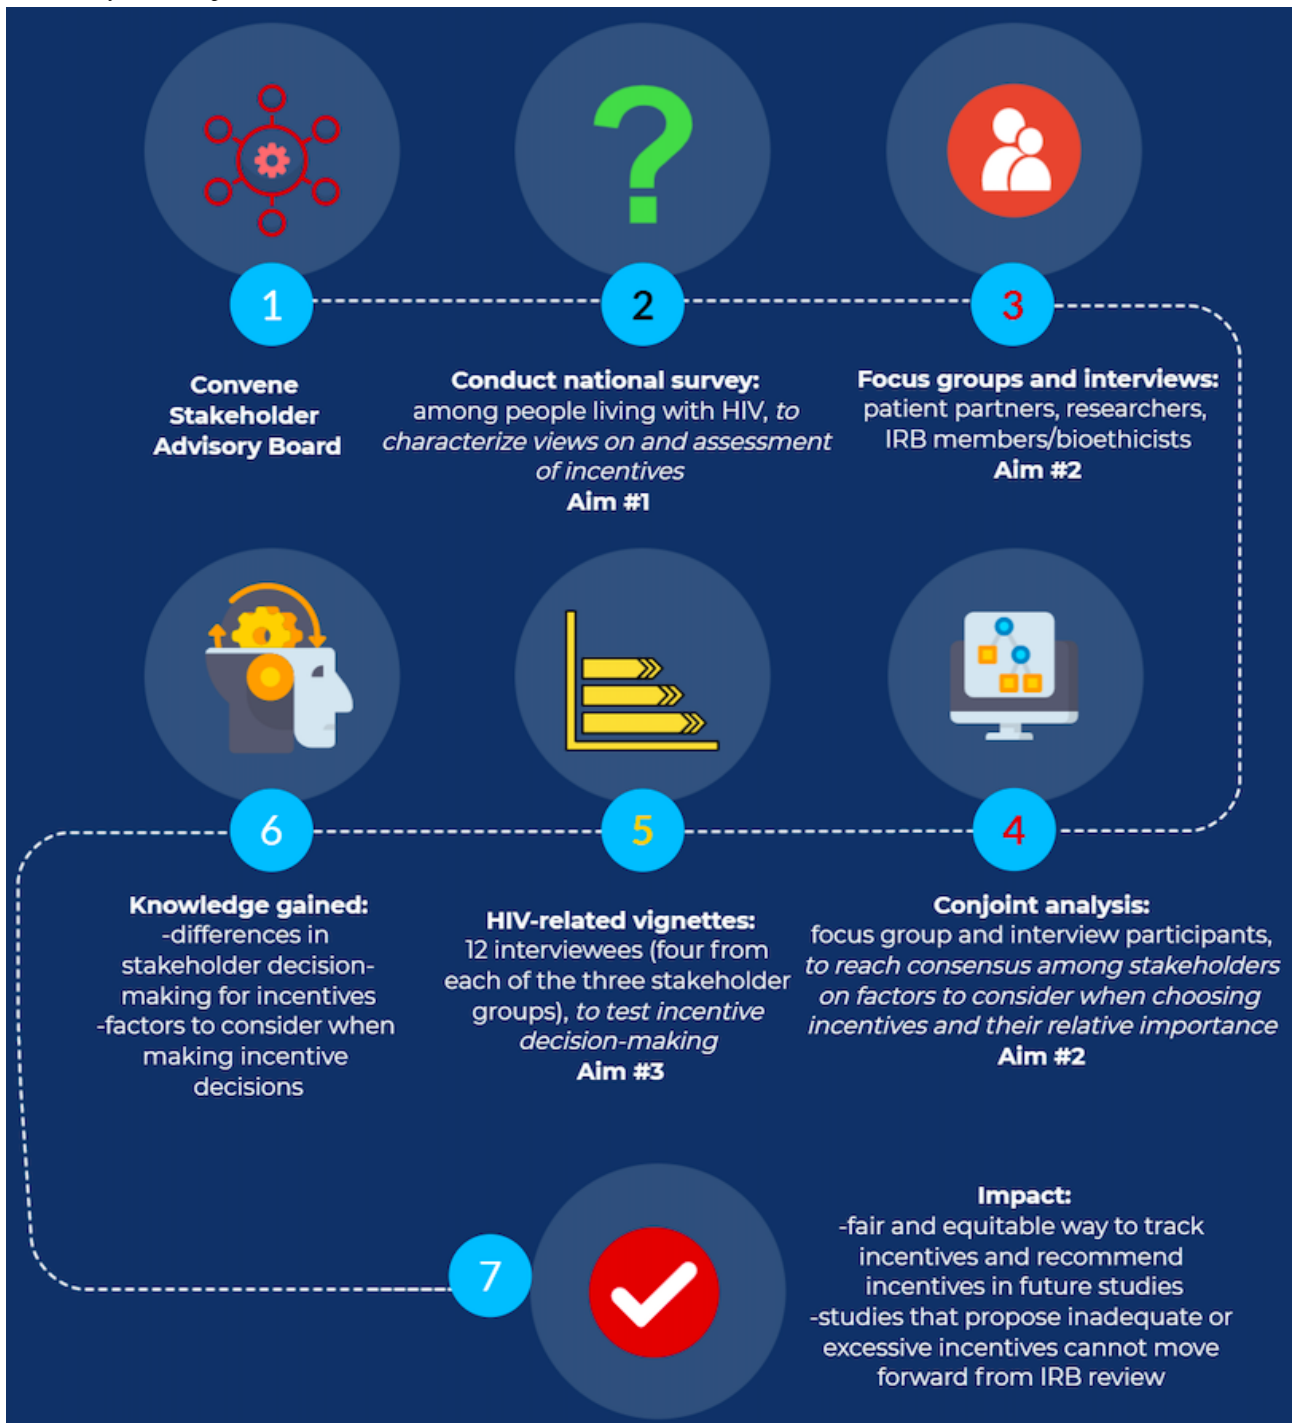 1
Convene
Stakeholder
Advisory Board
2
Conduct national survey:
among people living with HIV, to
characterize views on and assessment
of incentives
Aim #1
3
Focus groups and interviews:
patient partners, researchers,
IRB members/bioethicists
Aim #2
4
Conjoint analysis:
focus group and interview participants,
to reach consensus among stakeholders
on factors to consider when choosing
incentives and their relative importance
Aim #2
5
HIV-related vignettes:
12 interviewees (four from
each of the three stakeholder
groups), to test incentive
decision-making
Aim #3
6
Knowledge gained:
-differences in
stakeholder decision-
making for incentives
-factors to consider when
making incentive
decisions
7
Impact:
-fair and equitable way to track
incentives and recommend
incentives in future studies
-studies that propose inadequate or
excessive incentives cannot move
forward from IRB review